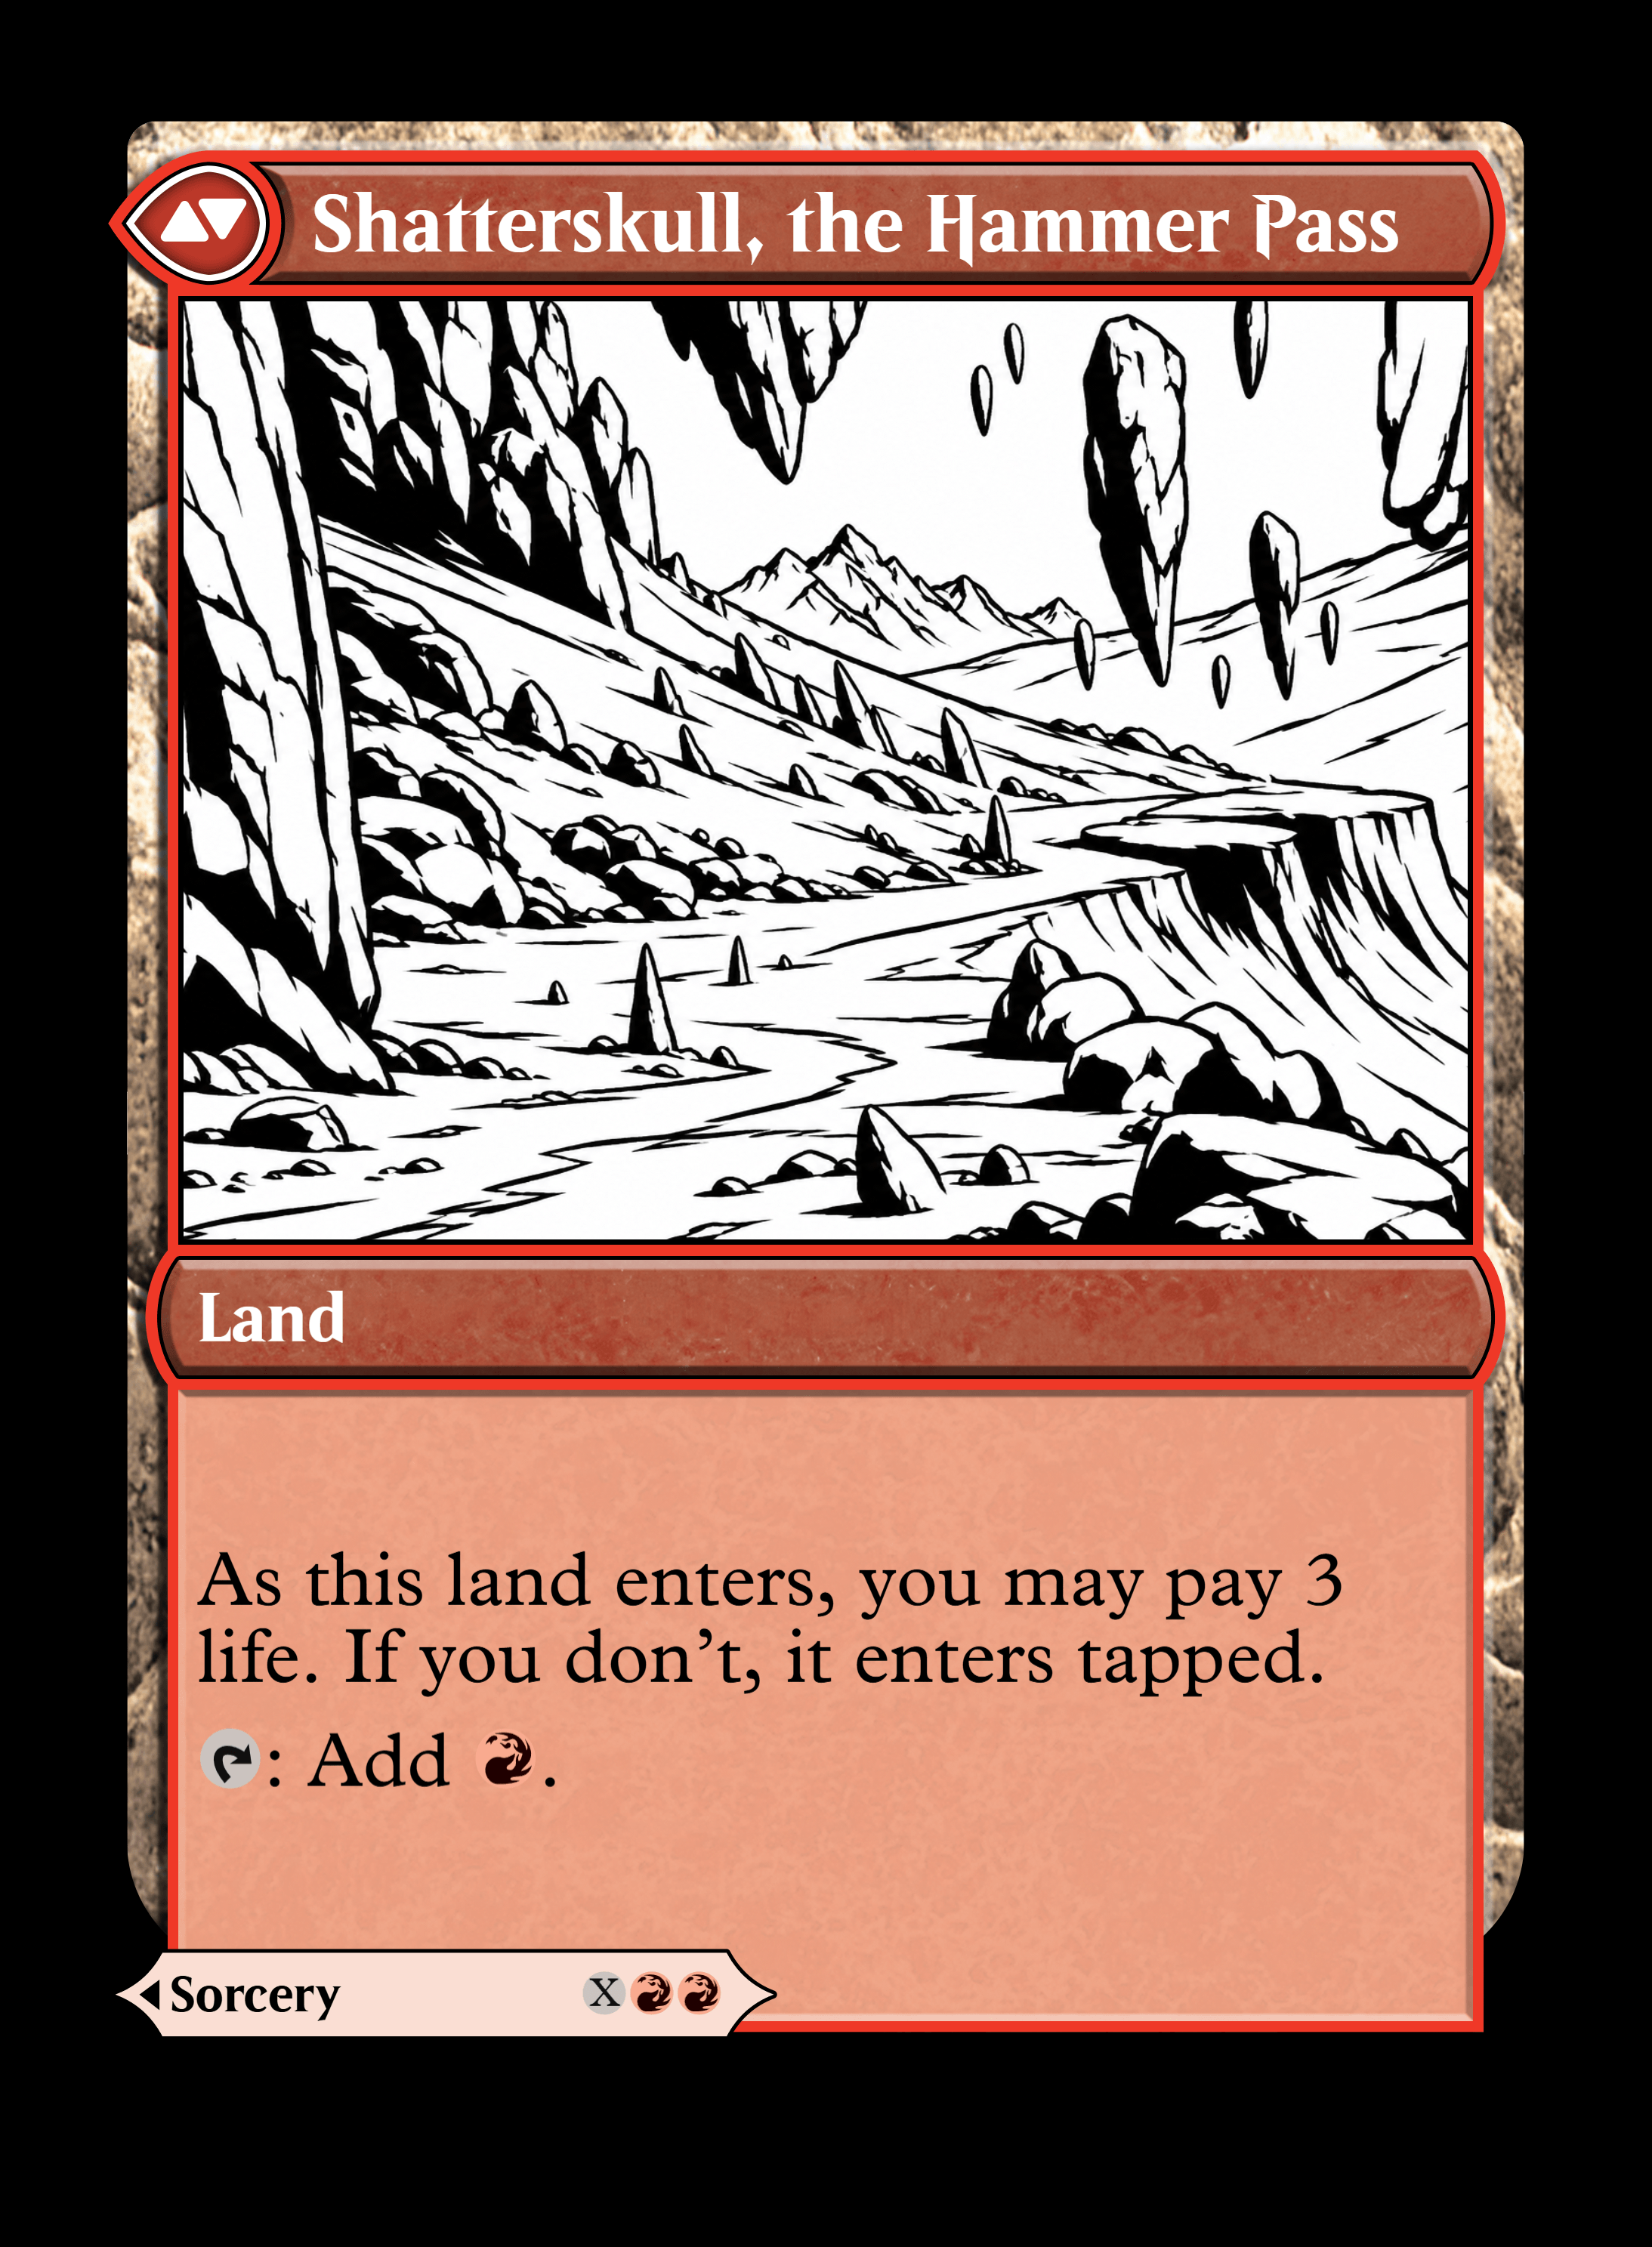 Shatterskull, the Hammer Pass
Land
As this land enters, you may pay 3
life. If you don’t, it enters tapped.
: Add .
Sorcery X